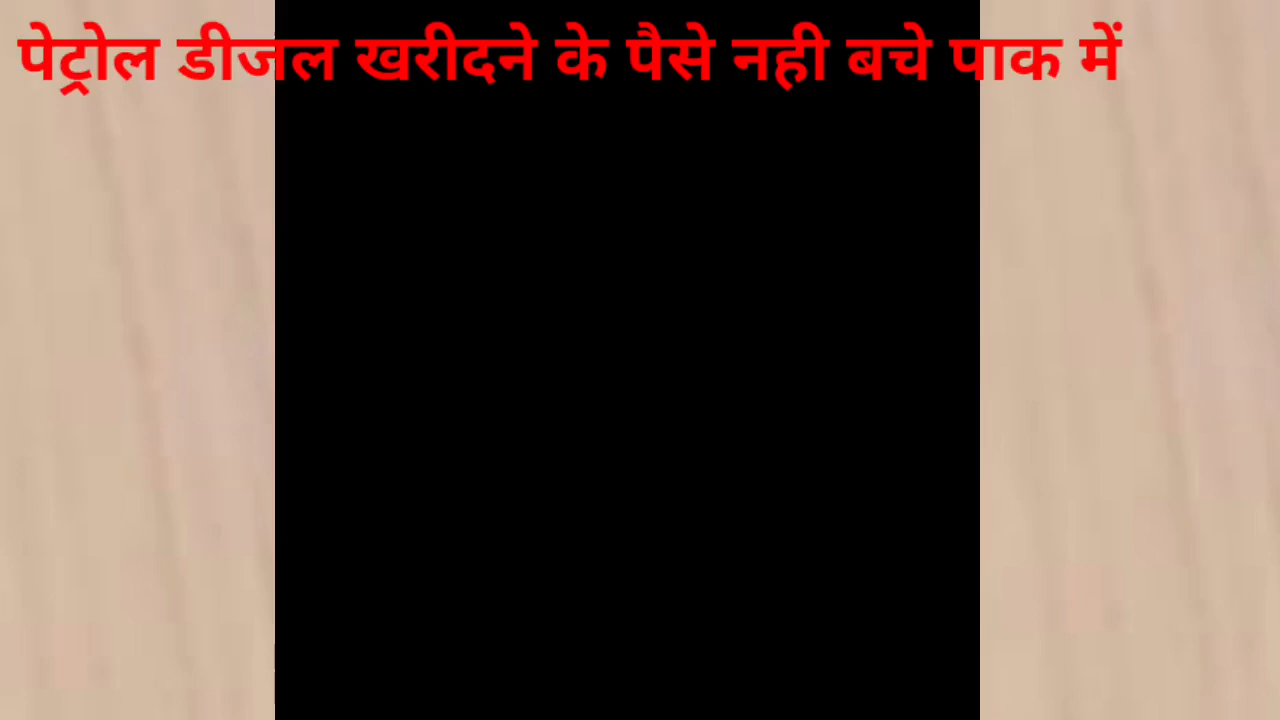 पेट्रोल डीजल खरीदने के पैसे नही बचे पाक में